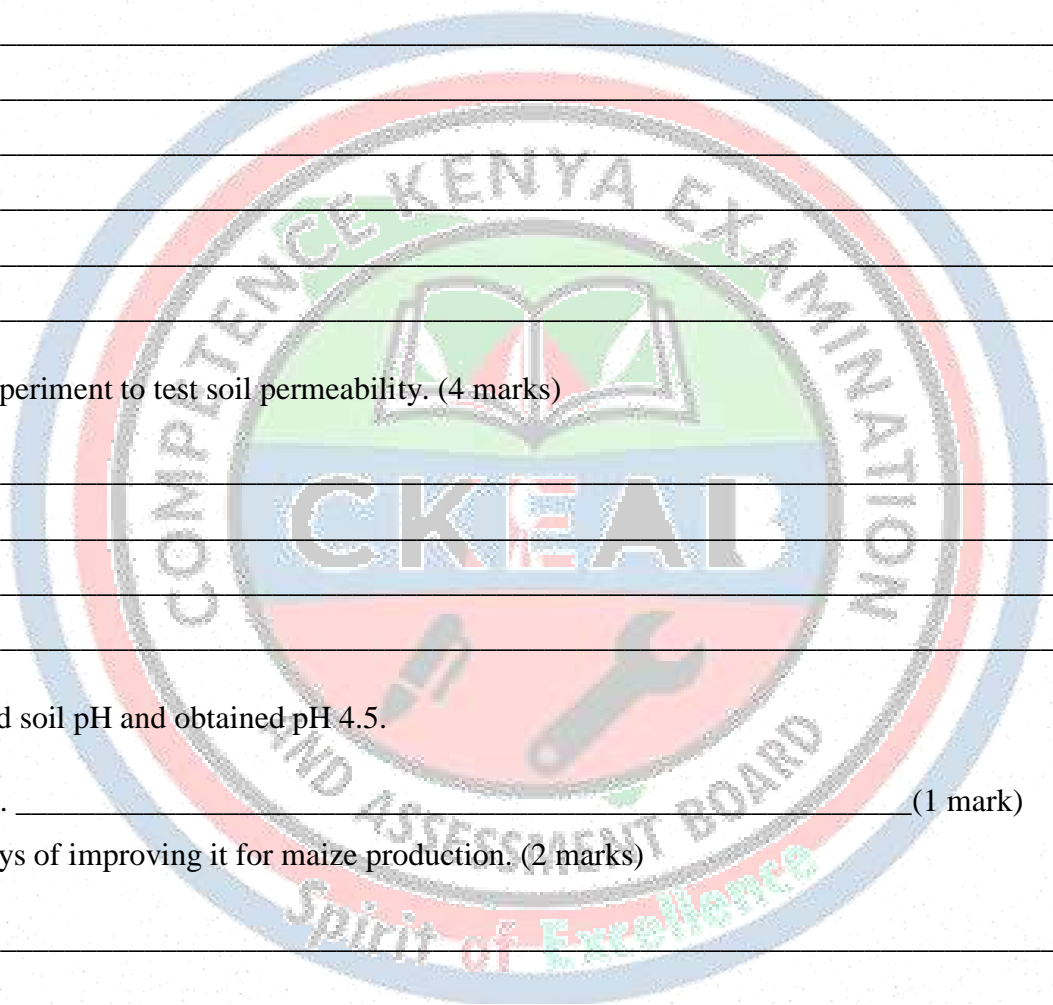 COMPETENCE KENYA EXAMINATION
periment to test soil permeability. (4 marks)
CKEAB
d soil pH and obtained pH 4.5.
. ________________________________________________________(1 mark)
AND ASSESSMENT BOARD
ys of improving it for maize production. (2 marks)
Spirit of Excellence